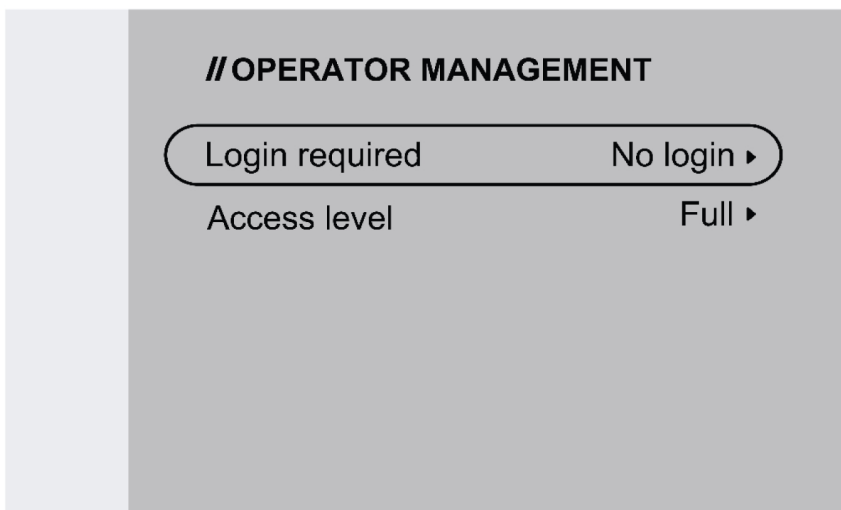 // OPERATOR MANAGEMENT
Login required No login ▸
Access level Full ▸